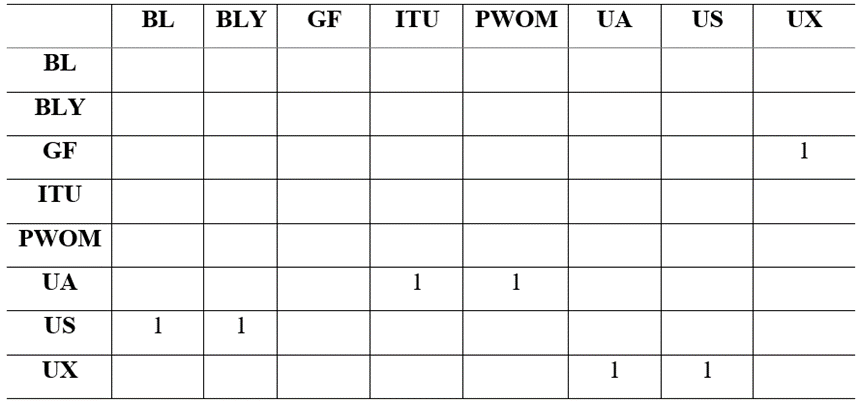 BL BLY GF ITU PWOM UA US UX
BL
BLY
GF 1
ITU
PWOM
UA 1 1
US 1 1
UX 1 1